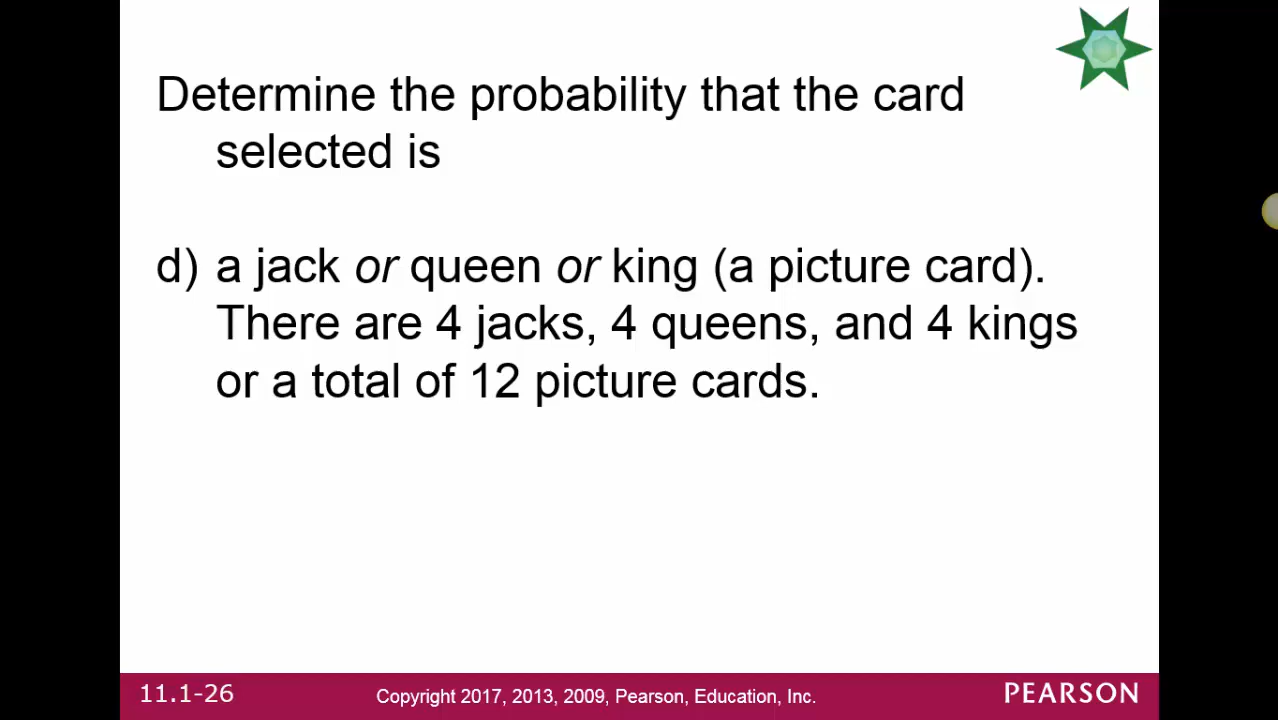 Determine the probability that the card
selected is
d) a jack or queen or king (a picture card).
There are 4 jacks, 4 queens, and 4 kings
or a total of 12 picture cards.
11.1-26
Copyright 2017, 2013, 2009, Pearson, Education, Inc.
PEARSON